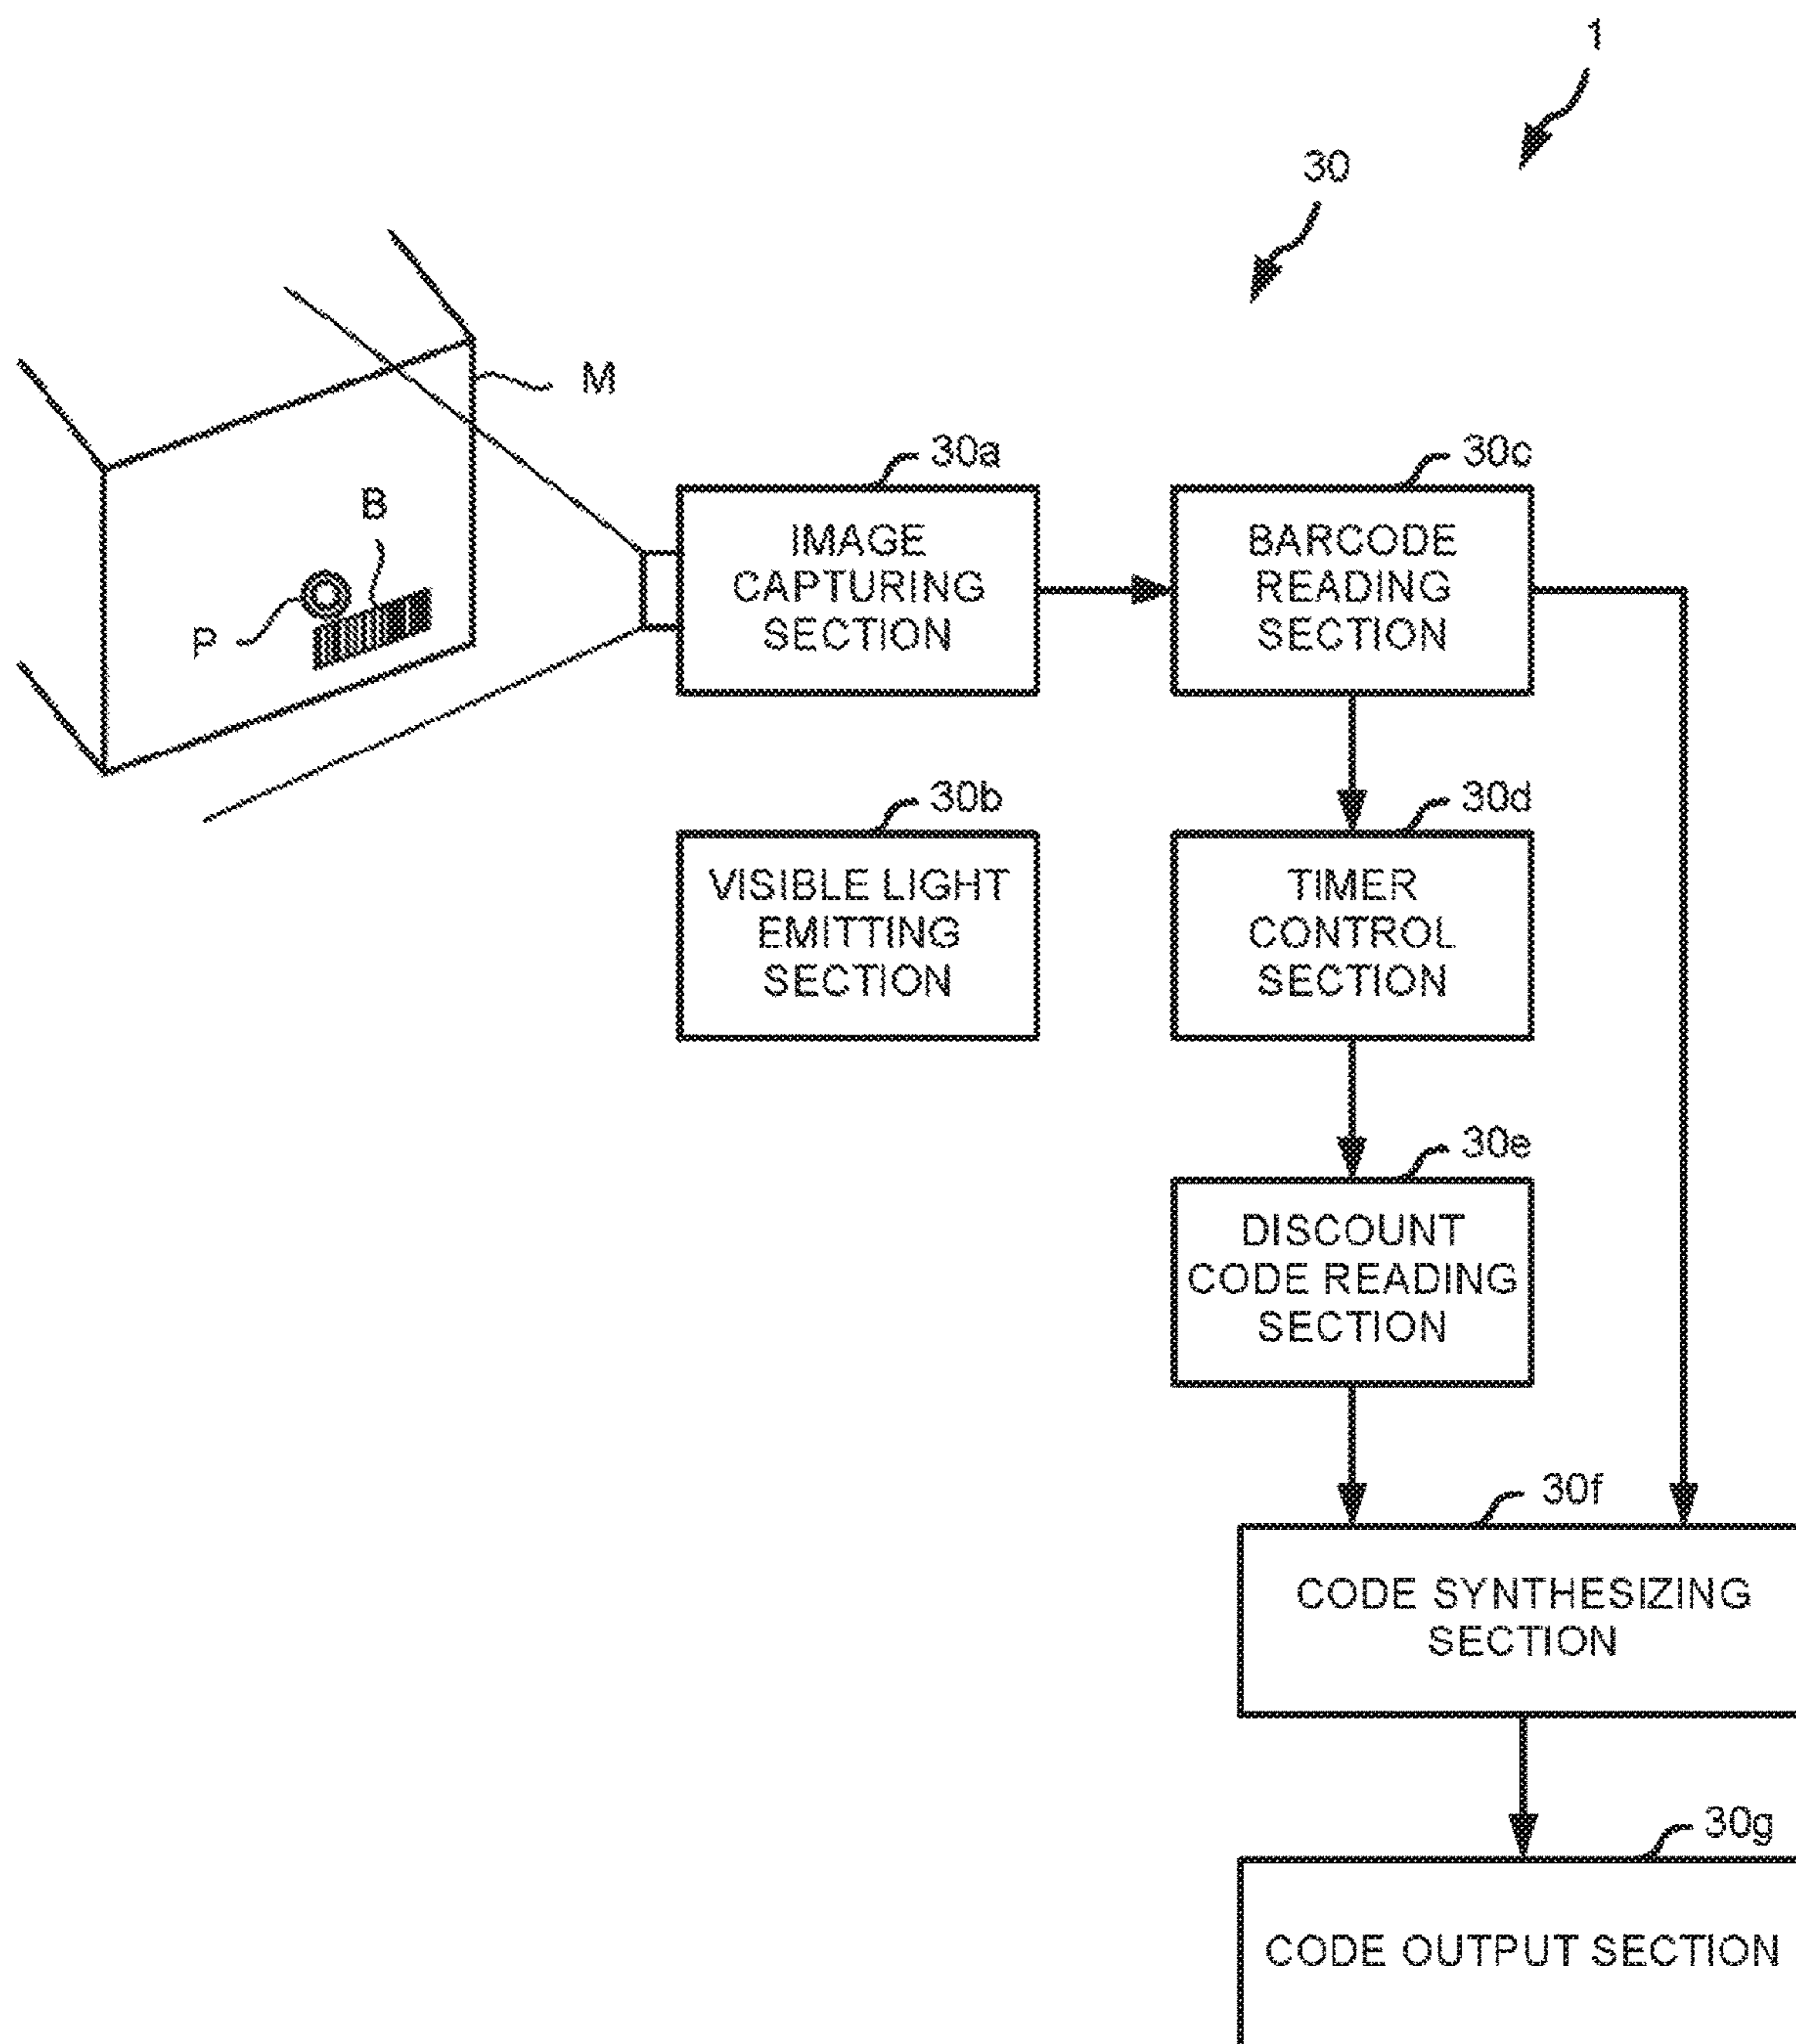 1
30
M
B
P
30a
IMAGE
CAPTURING
SECTION
30c
BARCODE
READING
SECTION
30b
VISIBLE LIGHT
EMITTING
SECTION
30d
TIMER
CONTROL
SECTION
30e
DISCOUNT
CODE READING
SECTION
30f
CODE SYNTHESIZING
SECTION
30g
CODE OUTPUT SECTION